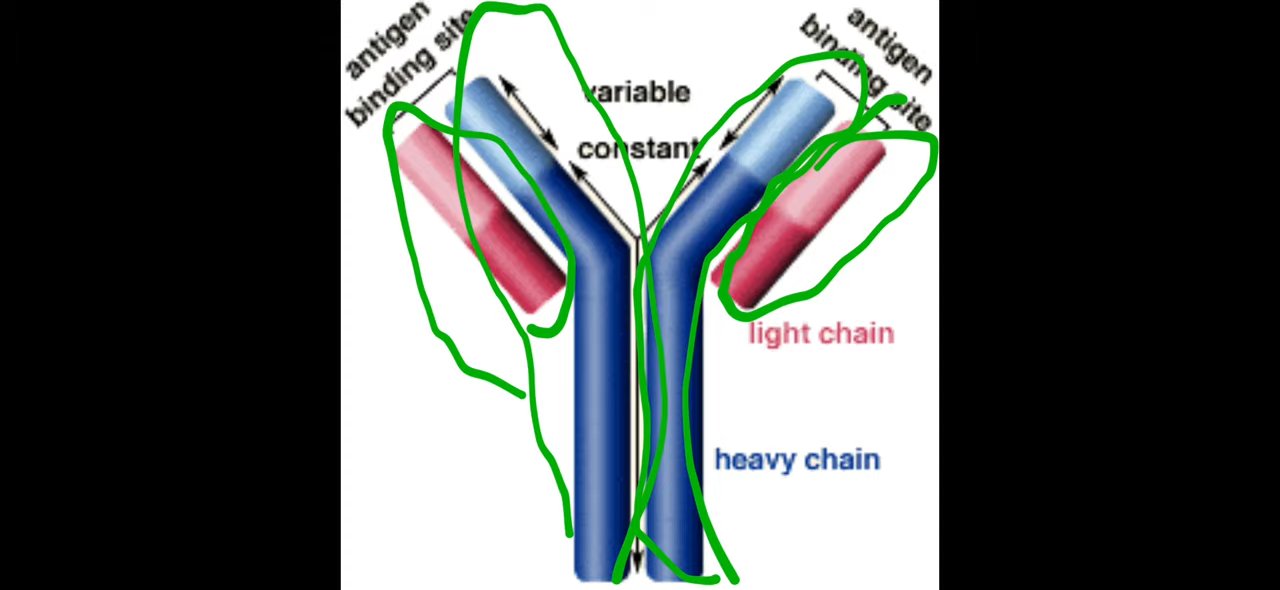 antigen
binding site
antigen
binding site
variable
constant
light chain
heavy chain